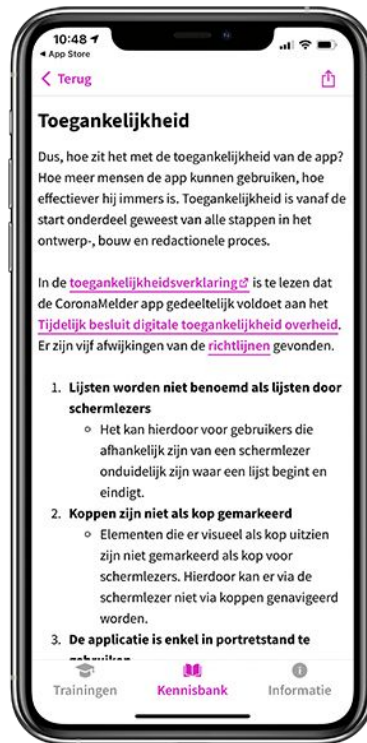 10:48
◀ App Store
Terug
Toegankelijkheid
Dus, hoe zit het met de toegankelijkheid van de app?
Hoe meer mensen de app kunnen gebruiken, hoe
effectiever hij immers is. Toegankelijkheid is vanaf de
start onderdeel geweest van alle stappen in het
ontwerp-, bouw en redactionele proces.
In de toegankelijkheidsverklaring is te lezen dat
de CoronaMelder app gedeeltelijk voldoet aan het
Tijdelijk besluit digitale toegankelijkheid overheid.
Er zijn vijf afwijkingen van de richtlijnen gevonden.
1. Lijsten worden niet benoemd als lijsten door
schermlezers
Het kan hierdoor voor gebruikers die
afhankelijk zijn van een schermlezer
onduidelijk zijn waar een lijst begint en
eindigt.
2. Koppen zijn niet als kop gemarkeerd
Elementen die er visueel als kop uitzien
zijn niet gemarkeerd als kop voor
schermlezers. Hierdoor kan er via de
schermlezer niet via koppen genavigeerd
worden.
3. De applicatie is enkel in portretstand te
Trainingen
Kennisbank
Informatie